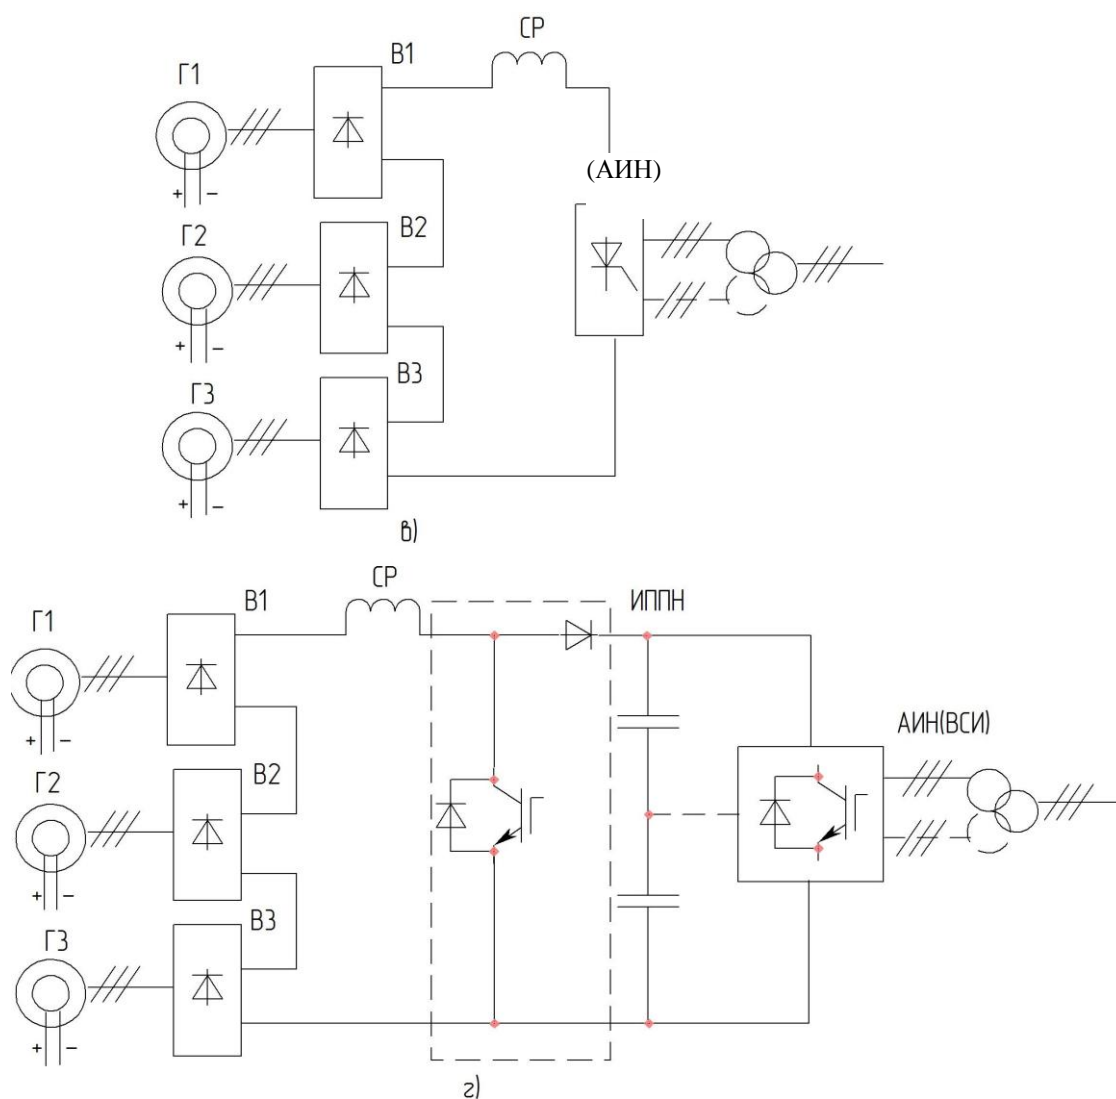 СР
В1
Г1
(АИН)
+ −
В2
Г2
+ −
В3
Г3
+ −
в)
СР
ИППН
В1
Г1
АИН(ВСИ)
+ −
В2
Г2
+ −
В3
Г3
+ −
г)